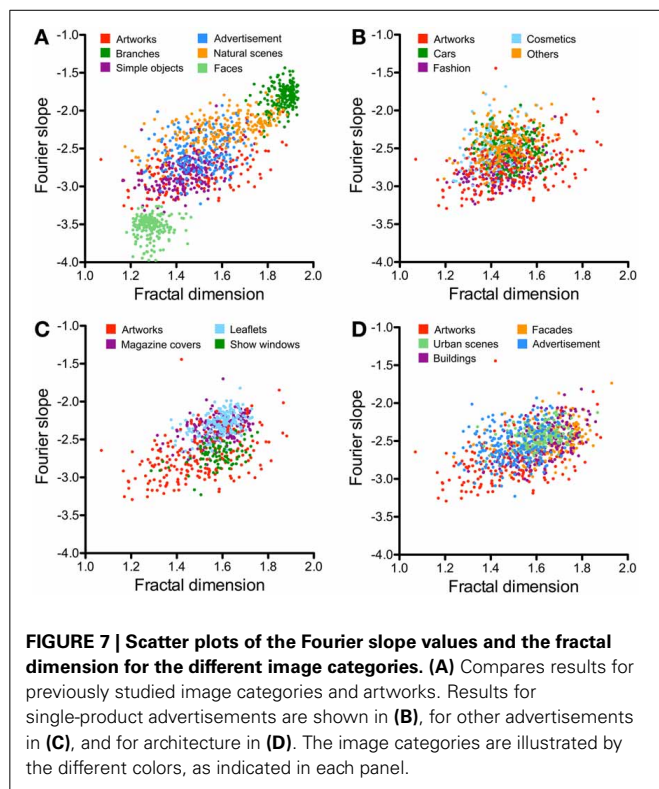 A
-1.0
-1.5
-2.0
-2.5
-3.0
-3.5
-4.0
Artworks
Branches
Simple objects
Advertisement
Natural scenes
Faces
Fourier slope
1.0 1.2 1.4 1.6 1.8 2.0
Fractal dimension
B
-1.0
-1.5
-2.0
-2.5
-3.0
-3.5
-4.0
Artworks
Cars
Fashion
Cosmetics
Others
Fourier slope
1.0 1.2 1.4 1.6 1.8 2.0
Fractal dimension
C
-1.0
-1.5
-2.0
-2.5
-3.0
-3.5
-4.0
Artworks
Magazine covers
Leaflets
Show windows
Fourier slope
1.0 1.2 1.4 1.6 1.8 2.0
Fractal dimension
D
-1.0
-1.5
-2.0
-2.5
-3.0
-3.5
-4.0
Artworks
Urban scenes
Buildings
Facades
Advertisement
Fourier slope
1.0 1.2 1.4 1.6 1.8 2.0
Fractal dimension
FIGURE 7 | Scatter plots of the Fourier slope values and the fractal
dimension for the different image categories. (A) Compares results for
previously studied image categories and artworks. Results for
single-product advertisements are shown in (B), for other advertisements
in (C), and for architecture in (D). The image categories are illustrated by
the different colors, as indicated in each panel.